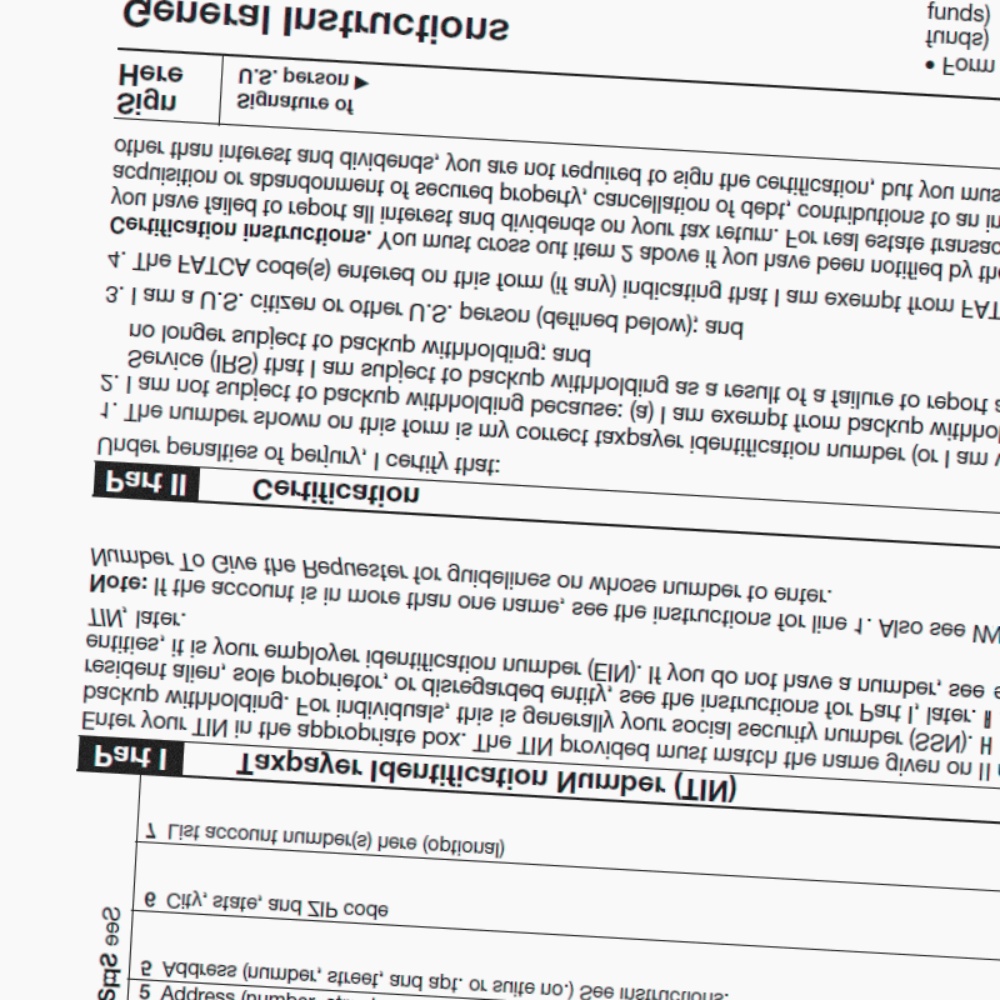 5 Address (number,
5 Address (number, street, and apt. or suite no.) See instructions.
See
6 City, state, and ZIP code
7 List account number(s) here (optional)
Part I Taxpayer Identification Number (TIN)
Enter your TIN in the appropriate box. The TIN provided must match the name given on
backup withholding. For individuals, this is generally your social security number (SSN). H
resident alien, sole proprietor, or disregarded entity, see the instructions for Part I, later.
entities, it is your employer identification number (EIN). If you do not have a number, see
TIN, later.
Note: If the account is in more than one name, see the instructions for line 1. Also see
Number To Give the Requester for guidelines on whose number to enter.
Part II Certification
Under penalties of perjury, I certify that:
1. The number shown on this form is my correct taxpayer identification number (or I am
2. I am not subject to backup withholding because: (a) I am exempt from backup withhol
Service (IRS) that I am subject to backup withholding as a result of a failure to report
no longer subject to backup withholding; and
3. I am a U.S. citizen or other U.S. person (defined below); and
4. The FATCA code(s) entered on this form (if any) indicating that I am exempt from FAT
Certification instructions. You must cross out item 2 above if you have been notified by the
you have failed to report all interest and dividends on your tax return. For real estate transac
acquisition or abandonment of secured property, cancellation of debt, contributions to an in
other than interest and dividends, you are not required to sign the certification, but you mus
Sign
Here
Signature of
U.S. person ▶
General Instructions
• Form
funds)
funds)